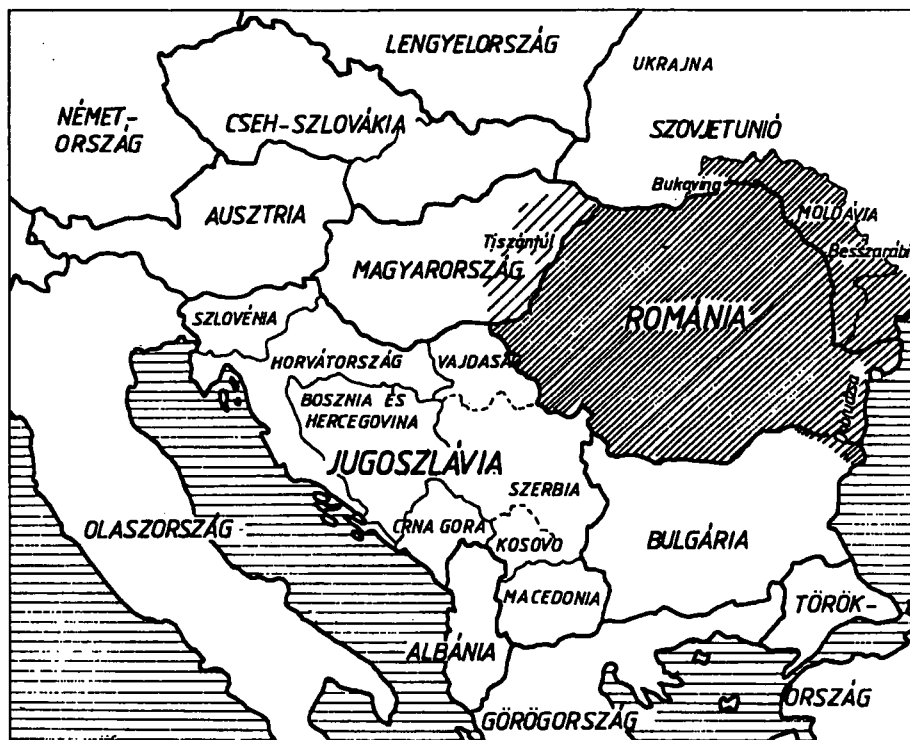 LENGYELORSZÁG
UKRAJNA
NÉMET-
ORSZÁG
CSEH-SZLOVÁKIA
SZOVJETUNIÓ
Bukovina
AUSZTRIA
MOLDÁVIA
Tiszántúl
Besszarábi
MAGYARORSZÁG
ROMÁNIA
SZLOVÉNIA
HORVÁTORSZÁG
VAJDASÁG
BOSZNIA ÉS
HERCEGOVINA
JUGOSZLÁVIA
SZERBIA
OLASZORSZÁG
CRNA GORA
KOSOVO
BULGÁRIA
MACEDONIA
TÖRÖK-
ALBÁNIA
ORSZÁG
GÖRÖGORSZÁG